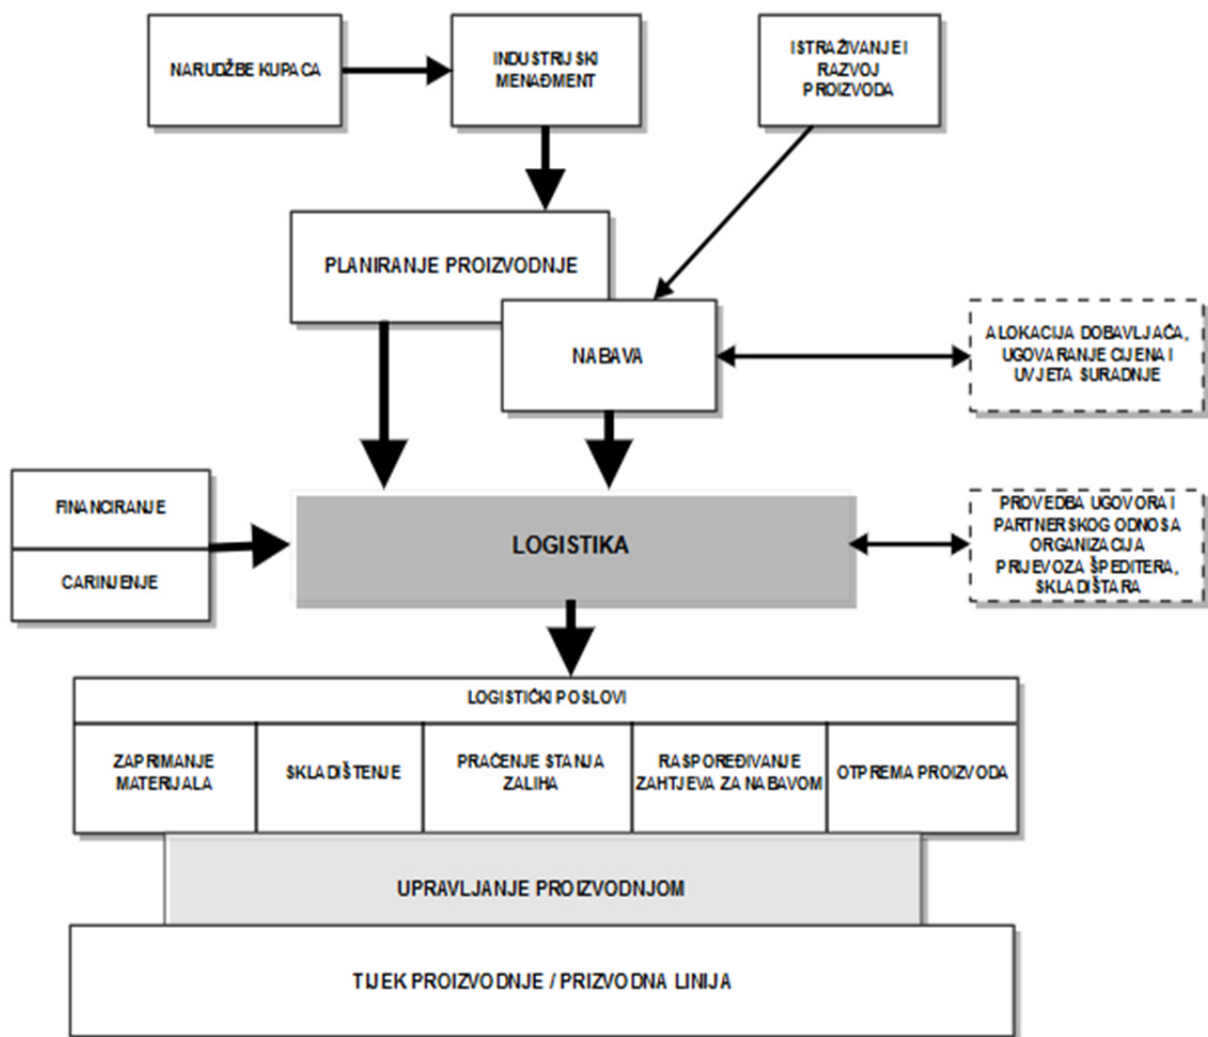 NARUDŽBE KUPACA
INDUSTRIJSKI
MENAĐMENT
ISTRAŽIVANJE I
RAZVOJ
PROIZVODA
PLANIRANJE PROIZVODNJE
NABAVA
ALOKACIJA DOBAVLJAČA,
UGOVARANJE CIJENA I
UVJETA SURADNJE
FINANCIRANJE
CARINJENJE
LOGISTIKA
PROVEDBA UGOVORA I
PARTNERSKOG ODNOSA
ORGANIZACIJA
PRIJEVOZA ŠPEDITERA,
SKLADIŠTARA
LOGISTIČKI POSLOVI
ZAPRIMANJE
MATERIJALA
SKLADIŠTENJE
PRAČENJE STANJA
ZALIHA
RASPOREĐIVANJE
ZAHTJEVA ZA NABAVOM
OTPREMA PROIZVODA
UPRAVLJANJE PROIZVODNJOM
TIJEK PROIZVODNJE / PRIZVODNA LINIJA